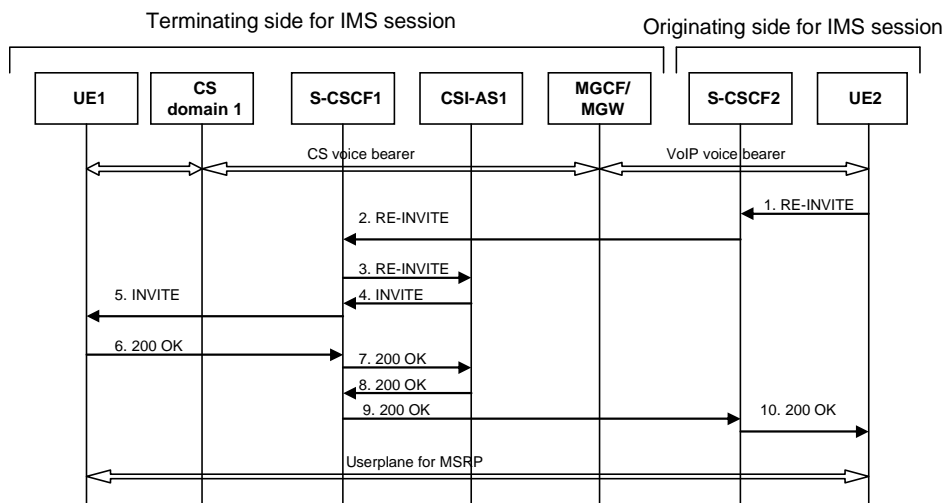 Terminating side for IMS session
Originating side for IMS session
UE1
CS
domain 1
S-CSCF1
CSI-AS1
MGCF/
MGW
S-CSCF2
UE2
CS voice bearer
VoIP voice bearer
1. RE-INVITE
2. RE-INVITE
3. RE-INVITE
4. INVITE
5. INVITE
6. 200 OK
7. 200 OK
8. 200 OK
9. 200 OK
10. 200 OK
Userplane for MSRP